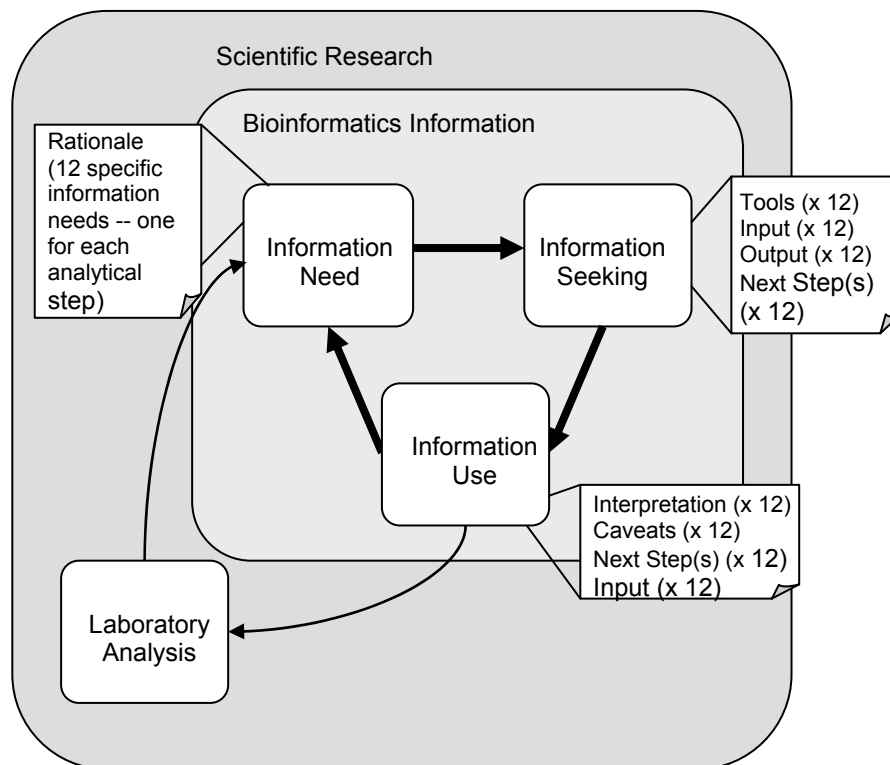 Scientific Research
Bioinformatics Information
Rationale
(12 specific
information
needs -- one
for each
analytical
step)
Information
Need
Information
Seeking
Tools (x 12)
Input (x 12)
Output (x 12)
Next Step(s)
(x 12)
Information
Use
Interpretation (x 12)
Caveats (x 12)
Next Step(s) (x 12)
Input (x 12)
Laboratory
Analysis